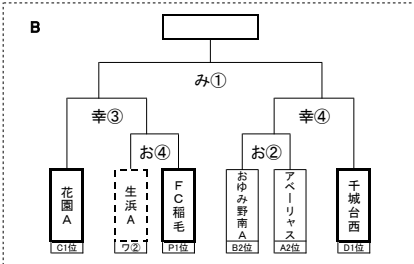 B
み①
幸③
幸④
お④
お②
花園A
生浜A
FC稲毛
おゆみ野南A
アベーリャス
千城台西
C1位
ワ②
P1位
B2位
A2位
D1位